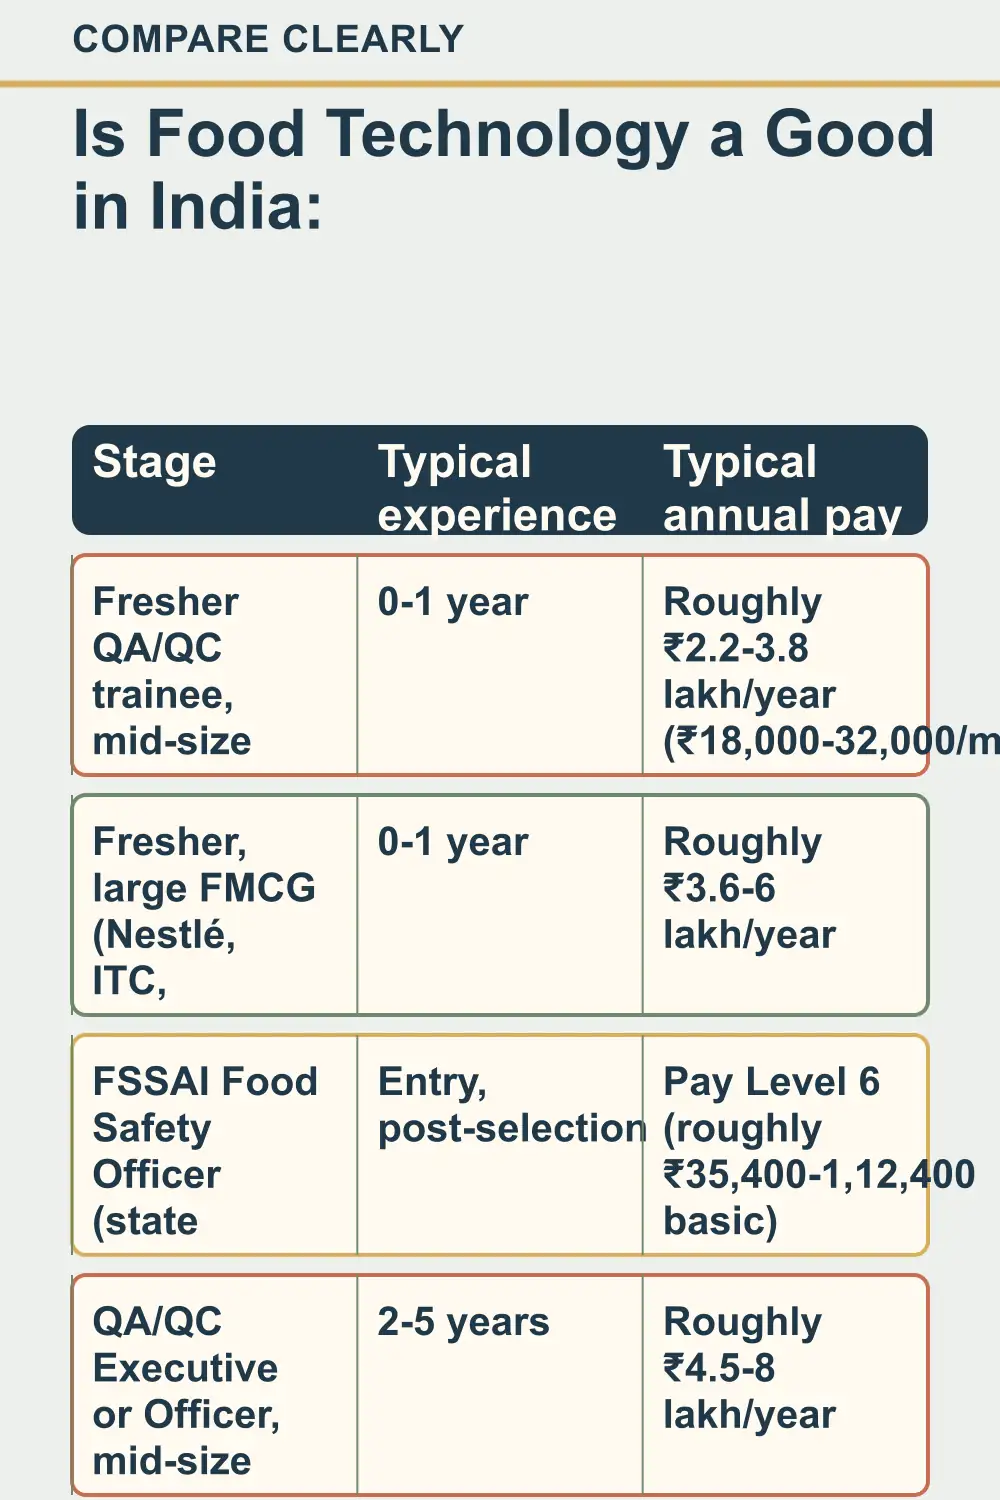 COMPARE CLEARLY
Is Food Technology a Good
in India:
Stage
Typical
experience
Typical
annual pay
Fresher
QA/QC
trainee,
mid-size
0-1 year
Roughly
₹2.2-3.8
lakh/year
(₹18,000-32,000/m
Fresher,
large FMCG
(Nestlé,
ITC,
0-1 year
Roughly
₹3.6-6
lakh/year
FSSAI Food
Safety
Officer
(state
Entry,
post-selection
Pay Level 6
(roughly
₹35,400-1,12,400
basic)
QA/QC
Executive
or Officer,
mid-size
2-5 years
Roughly
₹4.5-8
lakh/year